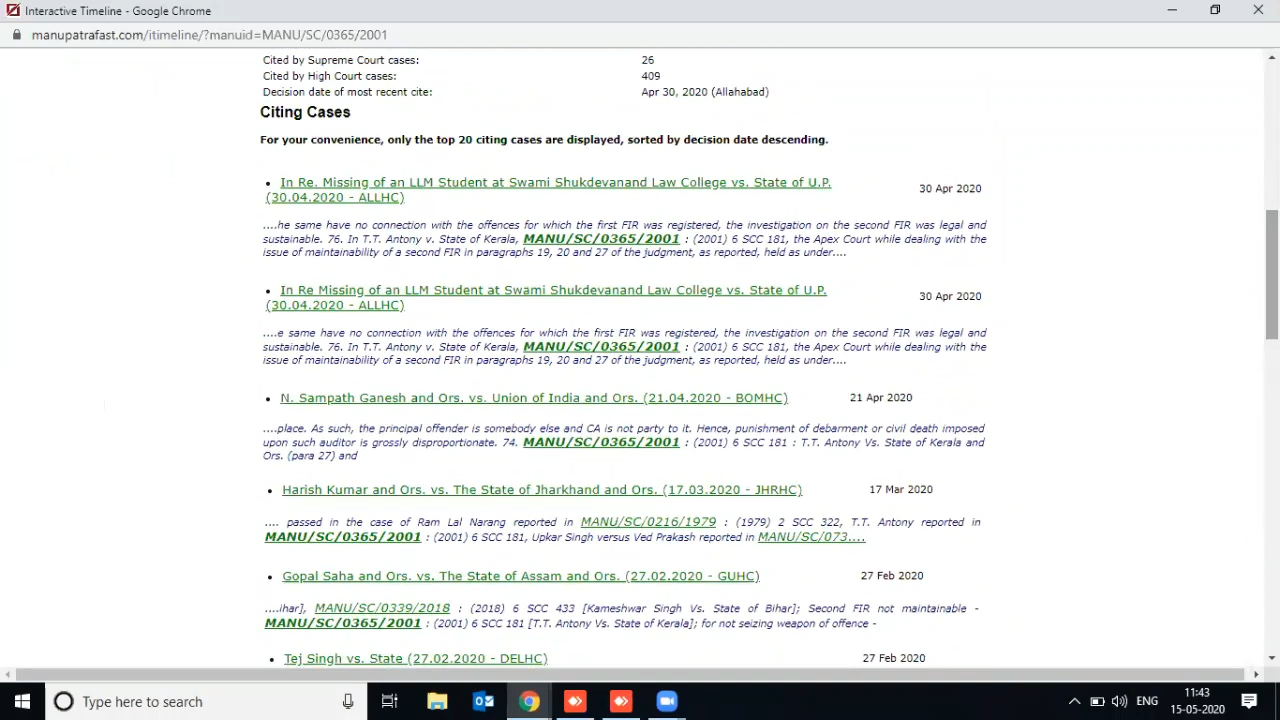 Interactive Timeline - Google Chrome
manupatrafast.com/itimeline/?manuid=MANU/SC/0365/2001
Cited by Supreme Court cases: 26
Cited by High Court cases: 409
Decision date of most recent cite: Apr 30, 2020 (Allahabad)
Citing Cases
For your convenience, only the top 20 citing cases are displayed, sorted by decision date descending.
• In Re. Missing of an LLM Student at Swami Shukdevanand Law College vs. State of U.P.
(30.04.2020 - ALLHC)
30 Apr 2020
....he same have no connection with the offences for which the first FIR was registered, the investigation on the second FIR was legal and
sustainable. 76. In T.T. Antony v. State of Kerala, MANU/SC/0365/2001 : (2001) 6 SCC 181, the Apex Court while dealing with the
issue of maintainability of a second FIR in paragraphs 19, 20 and 27 of the judgment, as reported, held as under....
• In Re Missing of an LLM Student at Swami Shukdevanand Law College vs. State of U.P.
(30.04.2020 - ALLHC)
30 Apr 2020
....e same have no connection with the offences for which the first FIR was registered, the investigation on the second FIR was legal and
sustainable. 76. In T.T. Antony v. State of Kerala, MANU/SC/0365/2001 : (2001) 6 SCC 181, the Apex Court while dealing with the
issue of maintainability of a second FIR in paragraphs 19, 20 and 27 of the judgment, as reported, held as under....
• N. Sampath Ganesh and Ors. vs. Union of India and Ors. (21.04.2020 - BOMHC) 21 Apr 2020
....place. As such, the principal offender is somebody else and CA is not party to it. Hence, punishment of debarment or civil death imposed
upon such auditor is grossly disproportionate. 74. MANU/SC/0365/2001 : (2001) 6 SCC 181 : T.T. Antony Vs. State of Kerala and
Ors. (para 27) and
• Harish Kumar and Ors. vs. The State of Jharkhand and Ors. (17.03.2020 - JHRHC) 17 Mar 2020
.... passed in the case of Ram Lal Narang reported in MANU/SC/0216/1979 : (1979) 2 SCC 322, T.T. Antony reported in
MANU/SC/0365/2001 : (2001) 6 SCC 181, Upkar Singh versus Ved Prakash reported in MANU/SC/073....
• Gopal Saha and Ors. vs. The State of Assam and Ors. (27.02.2020 - GUHC) 27 Feb 2020
....ihar], MANU/SC/0339/2018 : (2018) 6 SCC 433 [Kameshwar Singh Vs. State of Bihar]; Second FIR not maintainable -
MANU/SC/0365/2001 : (2001) 6 SCC 181 [T.T. Antony Vs. State of Kerala]; for not seizing weapon of offence -
• Tej Singh vs. State (27.02.2020 - DELHC) 27 Feb 2020
Type here to search
ENG
11:43
15-05-2020